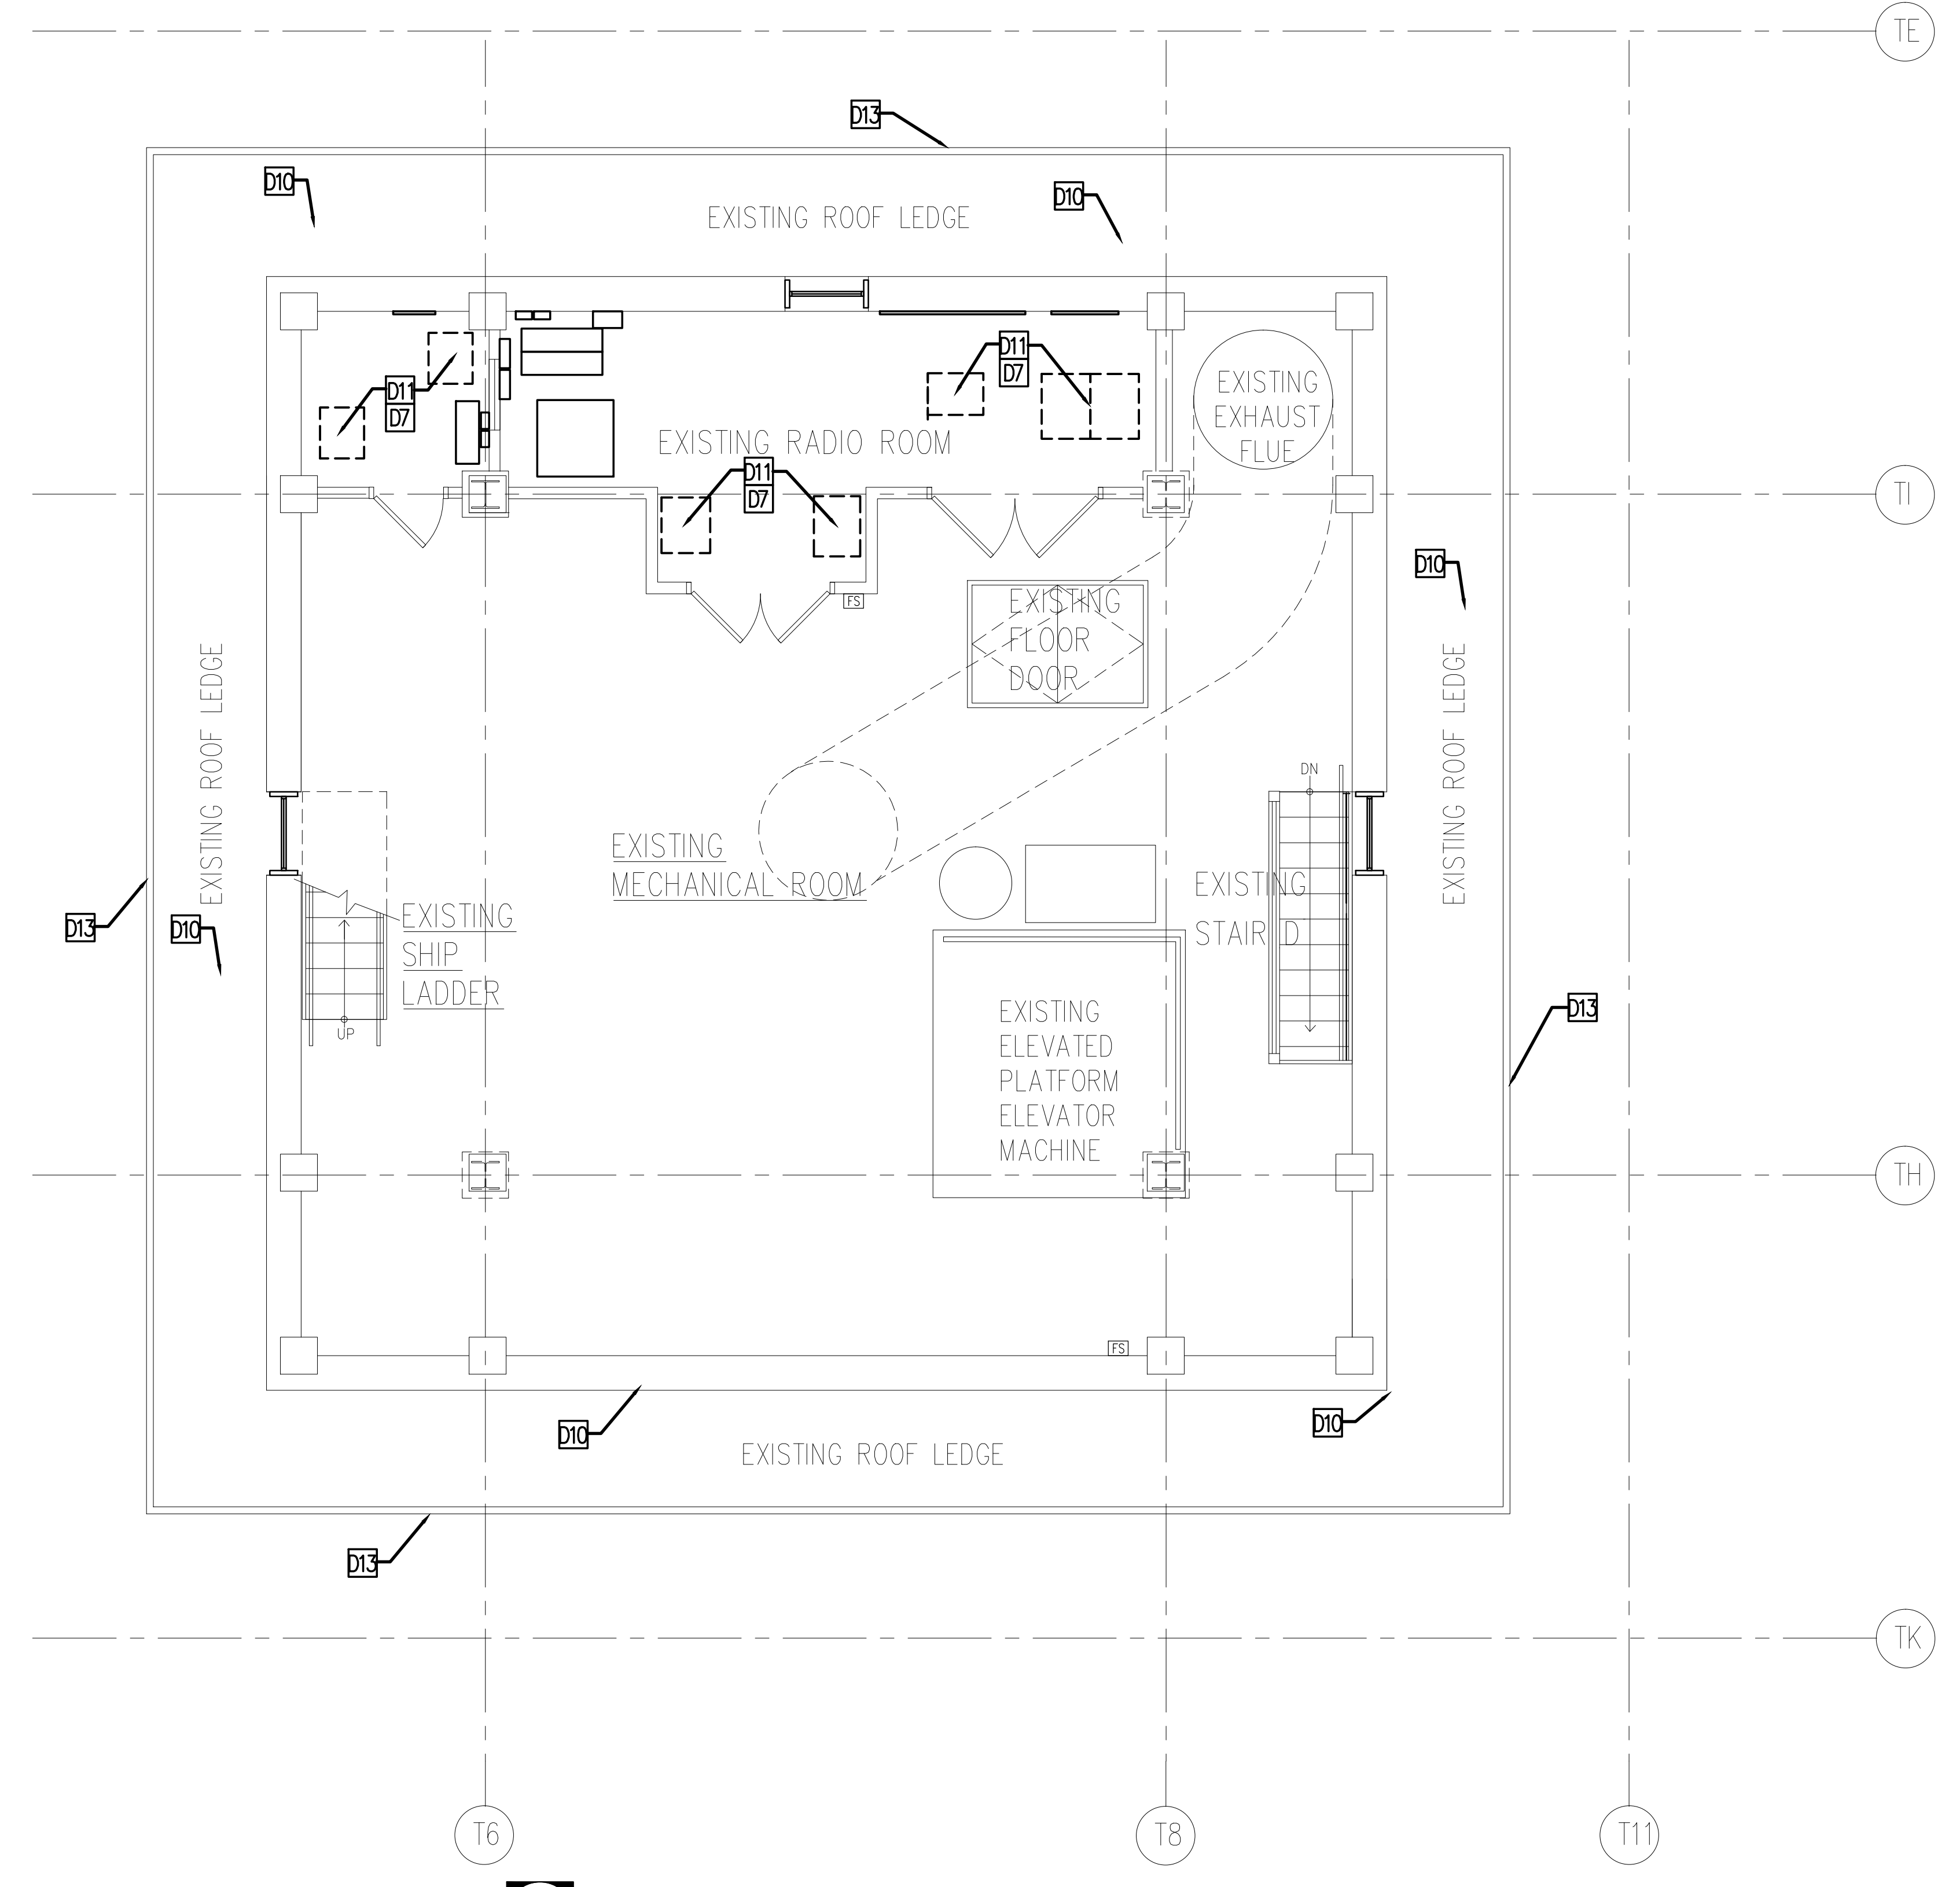 TE
D13
D10
D10
EXISTING ROOF LEDGE
D11
D7
D11
D7
EXISTING
EXHAUST
FLUE
EXISTING RADIO ROOM
D11
D7
TI
D10
FS
EXISTING
FLOOR
DOOR
EXISTING ROOF LEDGE
EXISTING ROOF LEDGE
DN
EXISTING
MECHANICAL ROOM
EXISTING
STAIR D
D13
D10
EXISTING
SHIP
LADDER
UP
D13
EXISTING
ELEVATED
PLATFORM
ELEVATOR
MACHINE
TH
FS
D10
D10
EXISTING ROOF LEDGE
D13
TK
T6
T8
T11